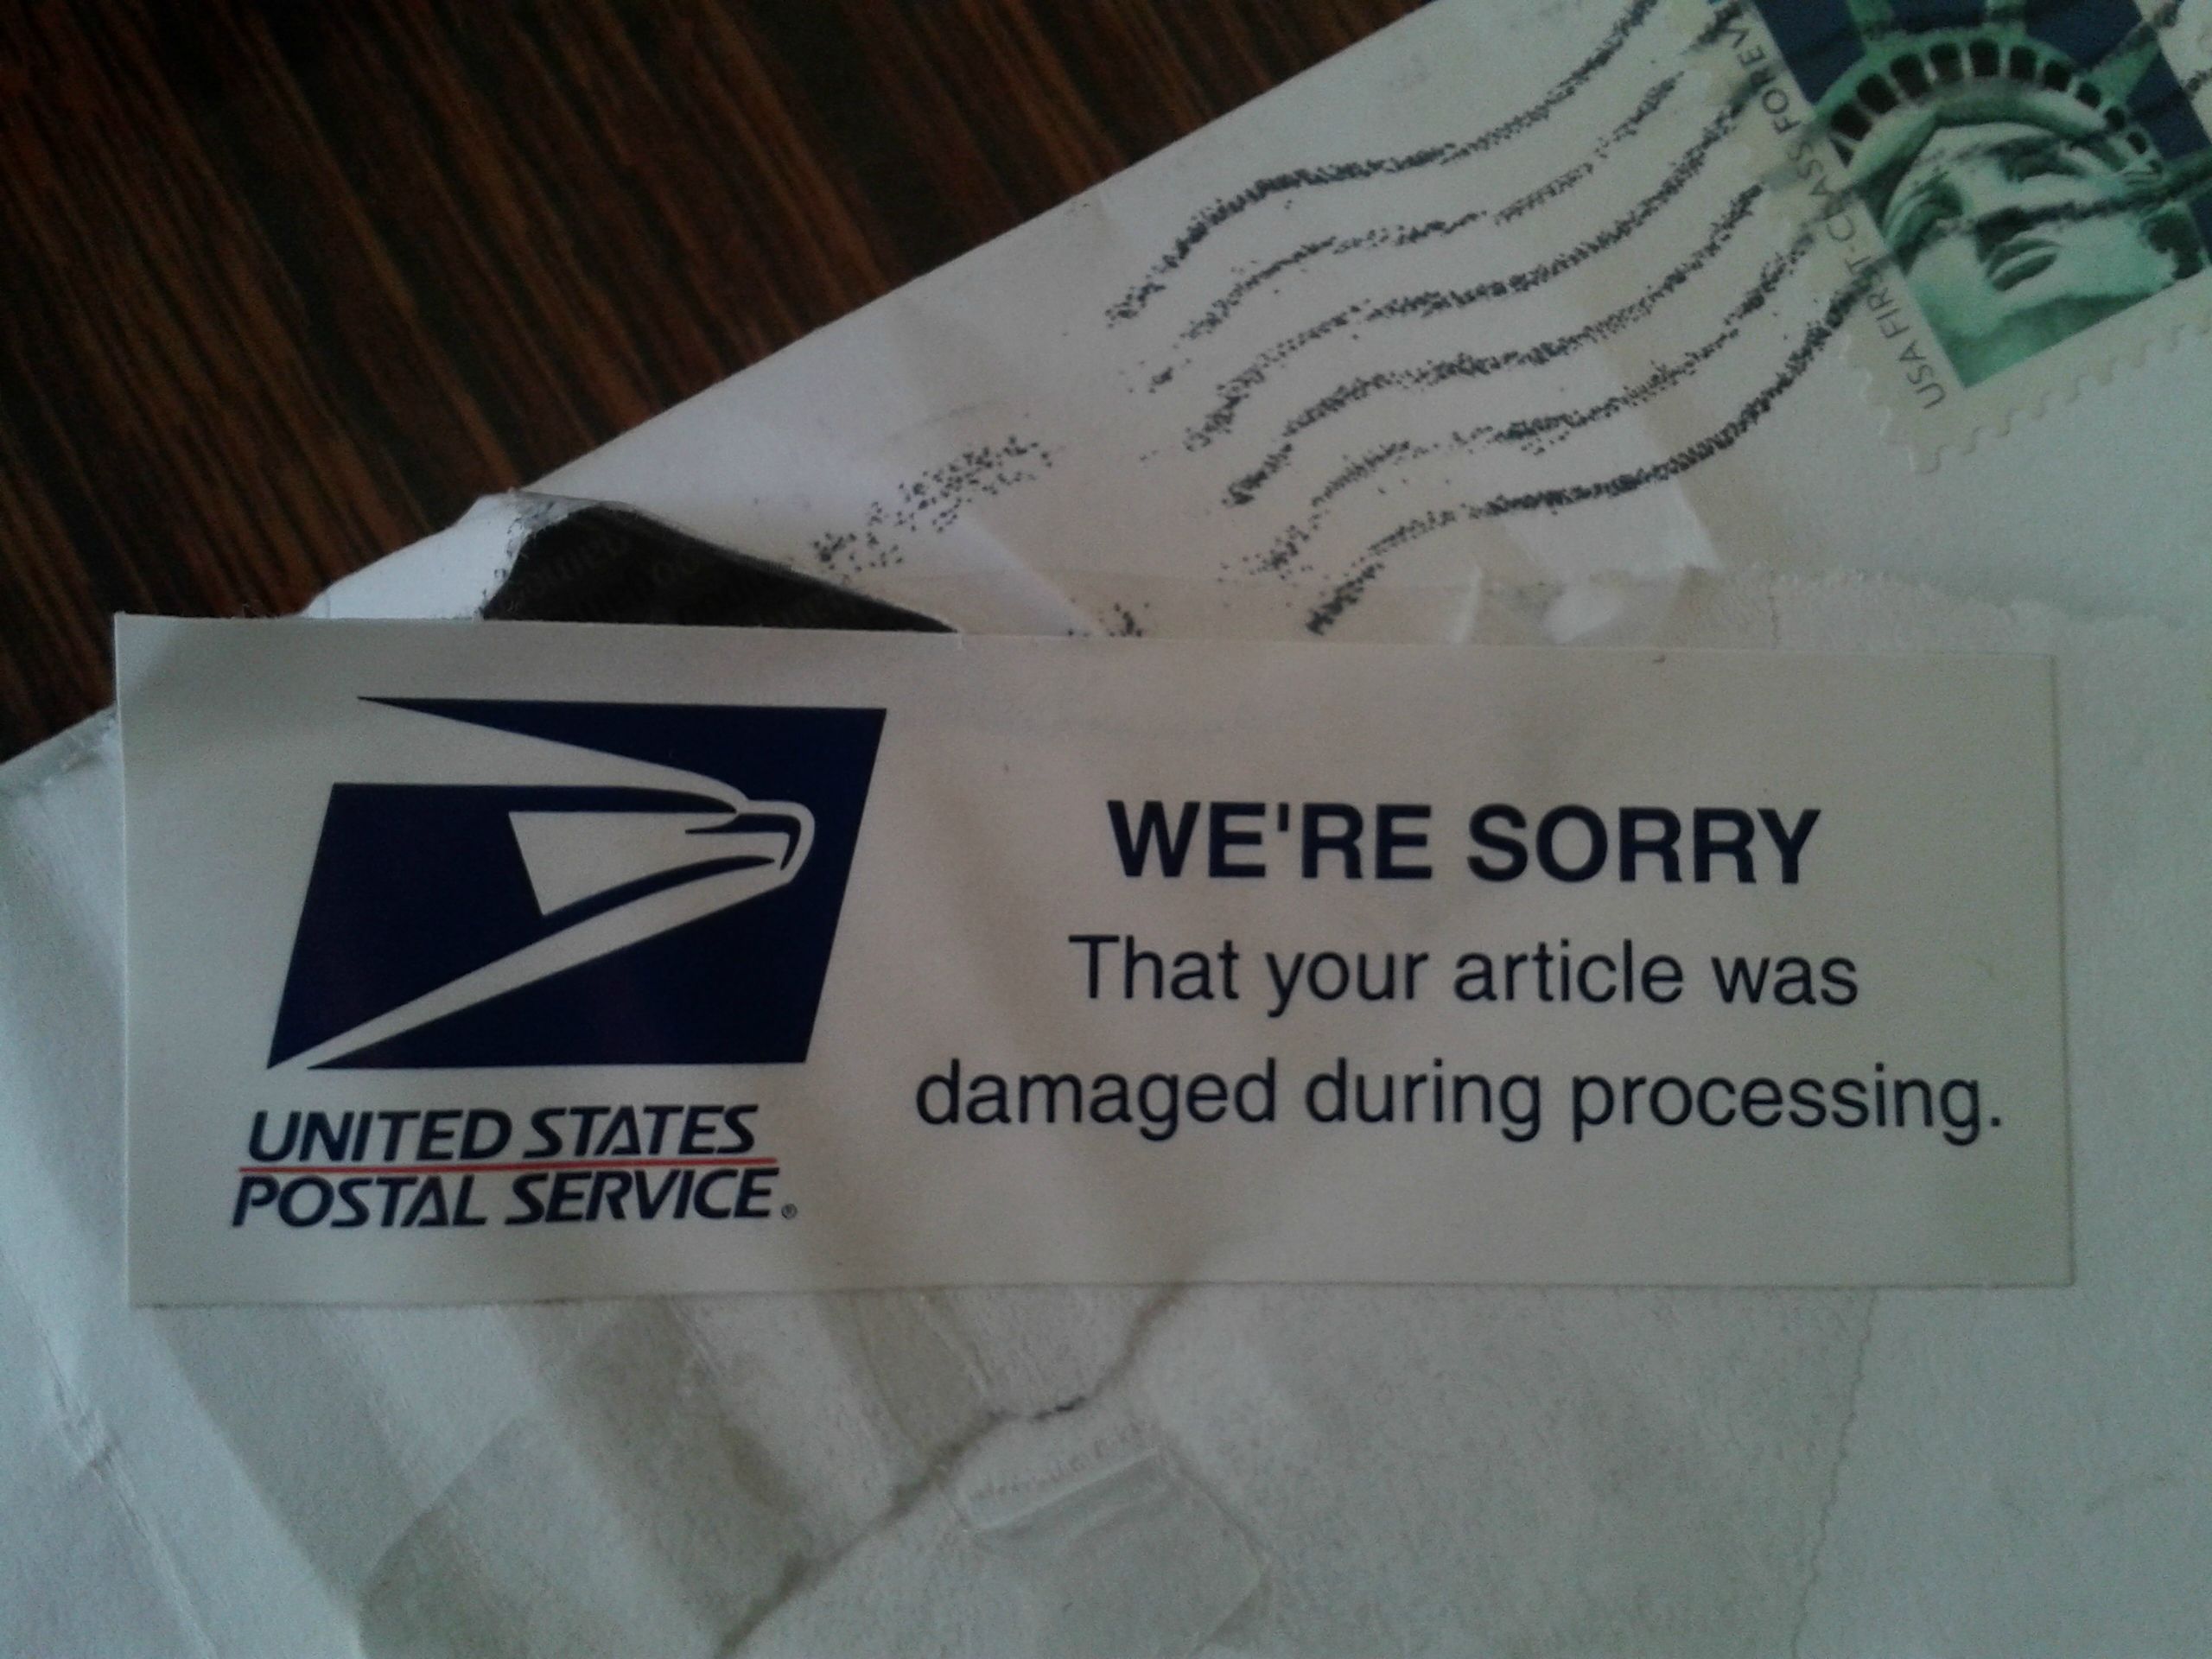 USA FIRST-CLASS FOREVER
WE'RE SORRY
That your article was
damaged during processing.
UNITED STATES
POSTAL SERVICE®